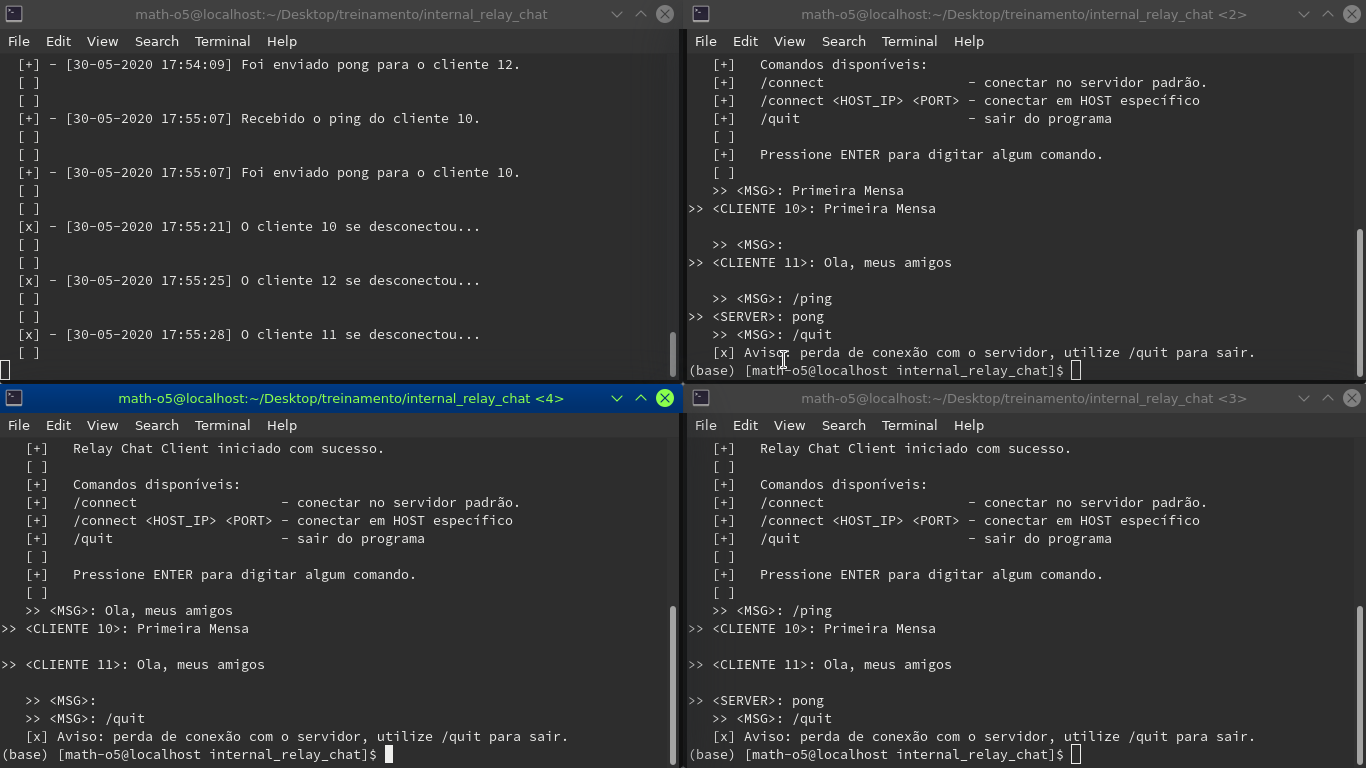 math-o5@localhost:~/Desktop/treinamento/internal_relay_chat
File Edit View Search Terminal Help
[+] - [30-05-2020 17:54:09] Foi enviado pong para o cliente 12.
[ ]
[ ]
[+] - [30-05-2020 17:55:07] Recebido o ping do cliente 10.
[ ]
[ ]
[+] - [30-05-2020 17:55:07] Foi enviado pong para o cliente 10.
[ ]
[ ]
[x] - [30-05-2020 17:55:21] O cliente 10 se desconectou...
[ ]
[ ]
[x] - [30-05-2020 17:55:25] O cliente 12 se desconectou...
[ ]
[ ]
[x] - [30-05-2020 17:55:28] O cliente 11 se desconectou...
[ ]
math-o5@localhost:~/Desktop/treinamento/internal_relay_chat <2>
File Edit View Search Terminal Help
[+] Comandos disponíveis:
[+] /connect - conectar no servidor padrão.
[+] /connect <HOST_IP> <PORT> - conectar em HOST específico
[+] /quit - sair do programa
[ ]
[+] Pressione ENTER para digitar algum comando.
[ ]
>> <MSG>: Primeira Mensa
>> <CLIENTE 10>: Primeira Mensa
>> <MSG>:
>> <CLIENTE 11>: Ola, meus amigos
>> <MSG>: /ping
>> <SERVER>: pong
>> <MSG>: /quit
[x] Aviso: perda de conexão com o servidor, utilize /quit para sair.
(base) [math-o5@localhost internal_relay_chat]$
math-o5@localhost:~/Desktop/treinamento/internal_relay_chat <4>
File Edit View Search Terminal Help
[+] Relay Chat Client iniciado com sucesso.
[ ]
[+] Comandos disponíveis:
[+] /connect - conectar no servidor padrão.
[+] /connect <HOST_IP> <PORT> - conectar em HOST específico
[+] /quit - sair do programa
[ ]
[+] Pressione ENTER para digitar algum comando.
[ ]
>> <MSG>: Ola, meus amigos
>> <CLIENTE 10>: Primeira Mensa
>> <CLIENTE 11>: Ola, meus amigos
>> <MSG>:
>> <MSG>: /quit
[x] Aviso: perda de conexão com o servidor, utilize /quit para sair.
(base) [math-o5@localhost internal_relay_chat]$
math-o5@localhost:~/Desktop/treinamento/internal_relay_chat <3>
File Edit View Search Terminal Help
[+] Relay Chat Client iniciado com sucesso.
[ ]
[+] Comandos disponíveis:
[+] /connect - conectar no servidor padrão.
[+] /connect <HOST_IP> <PORT> - conectar em HOST específico
[+] /quit - sair do programa
[ ]
[+] Pressione ENTER para digitar algum comando.
[ ]
>> <MSG>: /ping
>> <CLIENTE 10>: Primeira Mensa
>> <CLIENTE 11>: Ola, meus amigos
>> <SERVER>: pong
>> <MSG>: /quit
[x] Aviso: perda de conexão com o servidor, utilize /quit para sair.
(base) [math-o5@localhost internal_relay_chat]$